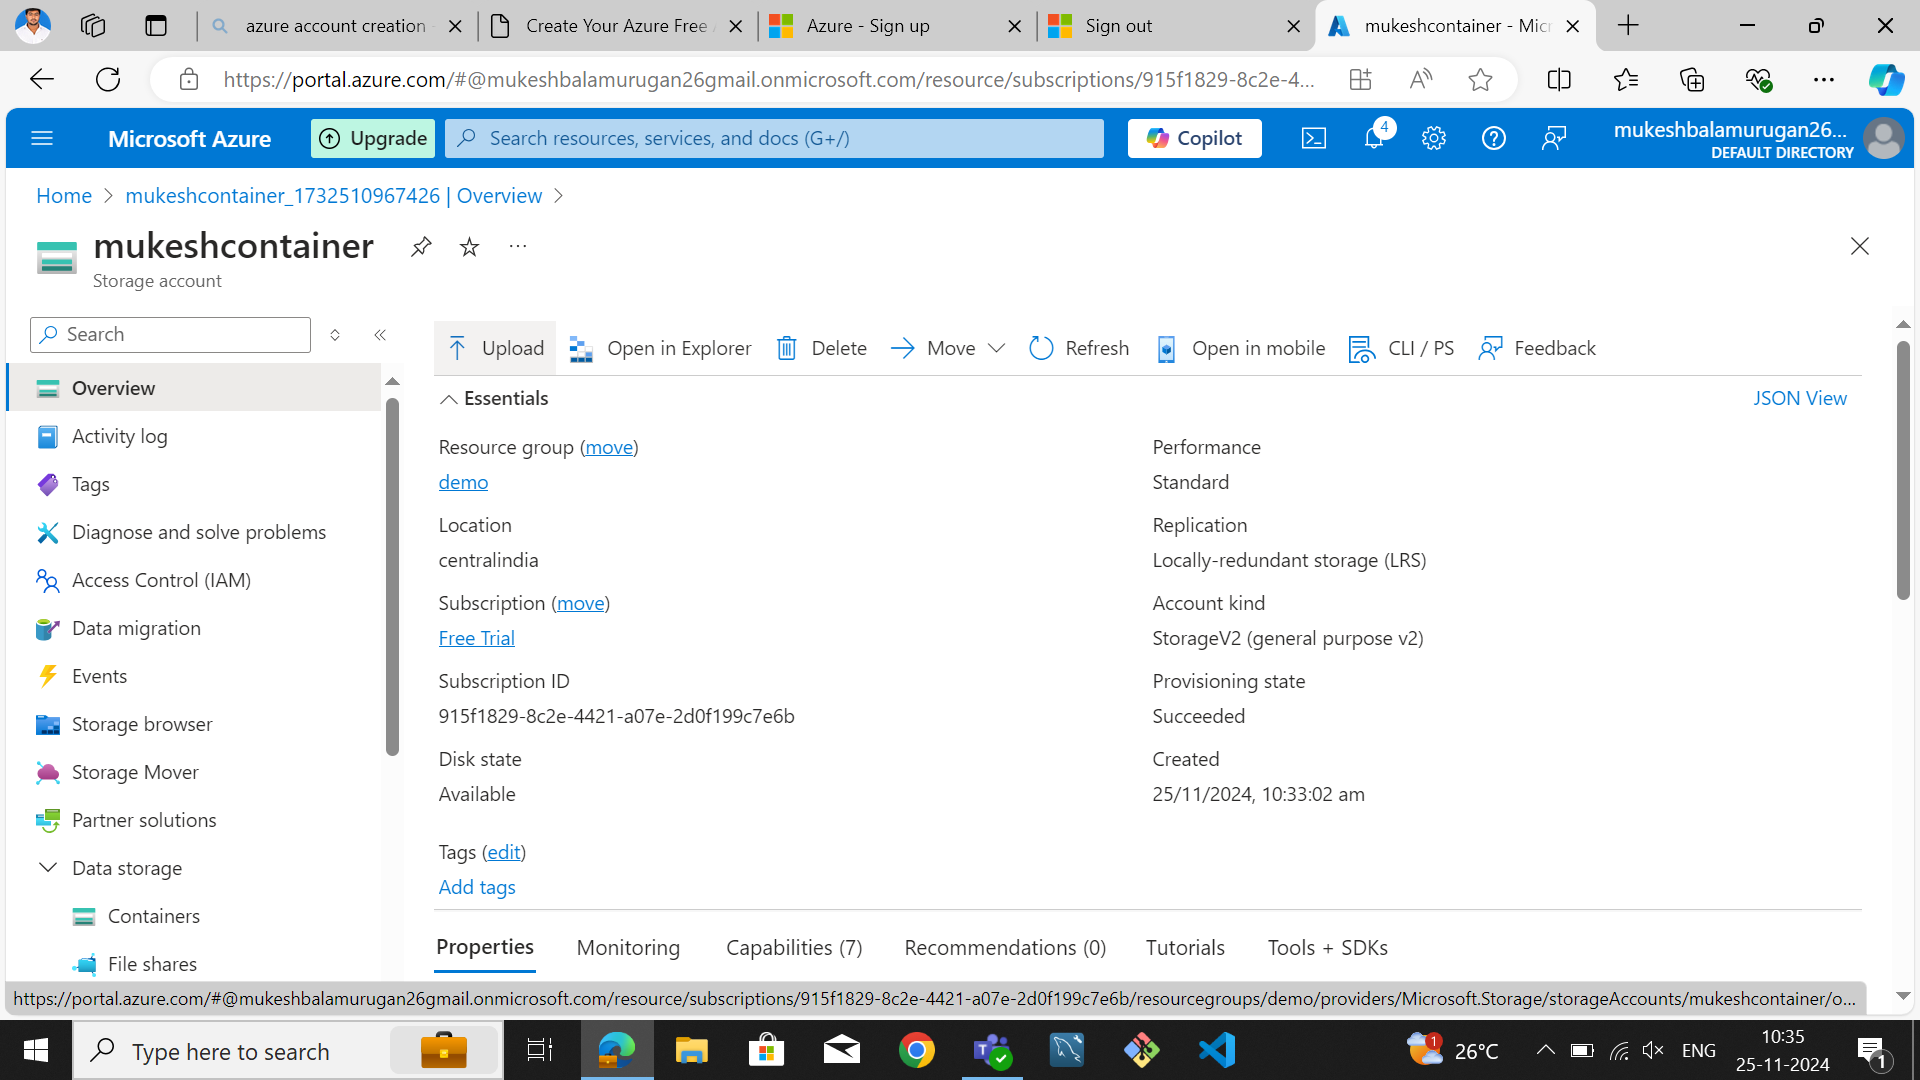 azure account creation
Create Your Azure Free
Azure - Sign up
Sign out
mukeshcontainer - Micr
https://portal.azure.com/#@mukeshbalamurugan26gmail.onmicrosoft.com/resource/subscriptions/915f1829-8c2e-4...
Microsoft Azure
Upgrade
Search resources, services, and docs (G+/)
Copilot
4
mukeshbalamurugan26...
DEFAULT DIRECTORY
Home > mukeshcontainer_1732510967426 | Overview >
mukeshcontainer
Storage account
Search
Upload
Open in Explorer
Delete
Move
Refresh
Open in mobile
CLI / PS
Feedback
Overview
Activity log
Tags
Diagnose and solve problems
Access Control (IAM)
Data migration
Events
Storage browser
Storage Mover
Partner solutions
Data storage
Containers
File shares
Essentials
JSON View
Resource group (move)
demo
Location
centralindia
Subscription (move)
Free Trial
Subscription ID
915f1829-8c2e-4421-a07e-2d0f199c7e6b
Disk state
Available
Performance
Standard
Replication
Locally-redundant storage (LRS)
Account kind
StorageV2 (general purpose v2)
Provisioning state
Succeeded
Created
25/11/2024, 10:33:02 am
Tags (edit)
Add tags
Properties
Monitoring
Capabilities (7)
Recommendations (0)
Tutorials
Tools + SDKs
https://portal.azure.com/#@mukeshbalamurugan26gmail.onmicrosoft.com/resource/subscriptions/915f1829-8c2e-4421-a07e-2d0f199c7e6b/resourcegroups/demo/providers/Microsoft.Storage/storageAccounts/mukeshcontainer/o...
Type here to search
1
26°C
ENG
10:35
25-11-2024
1